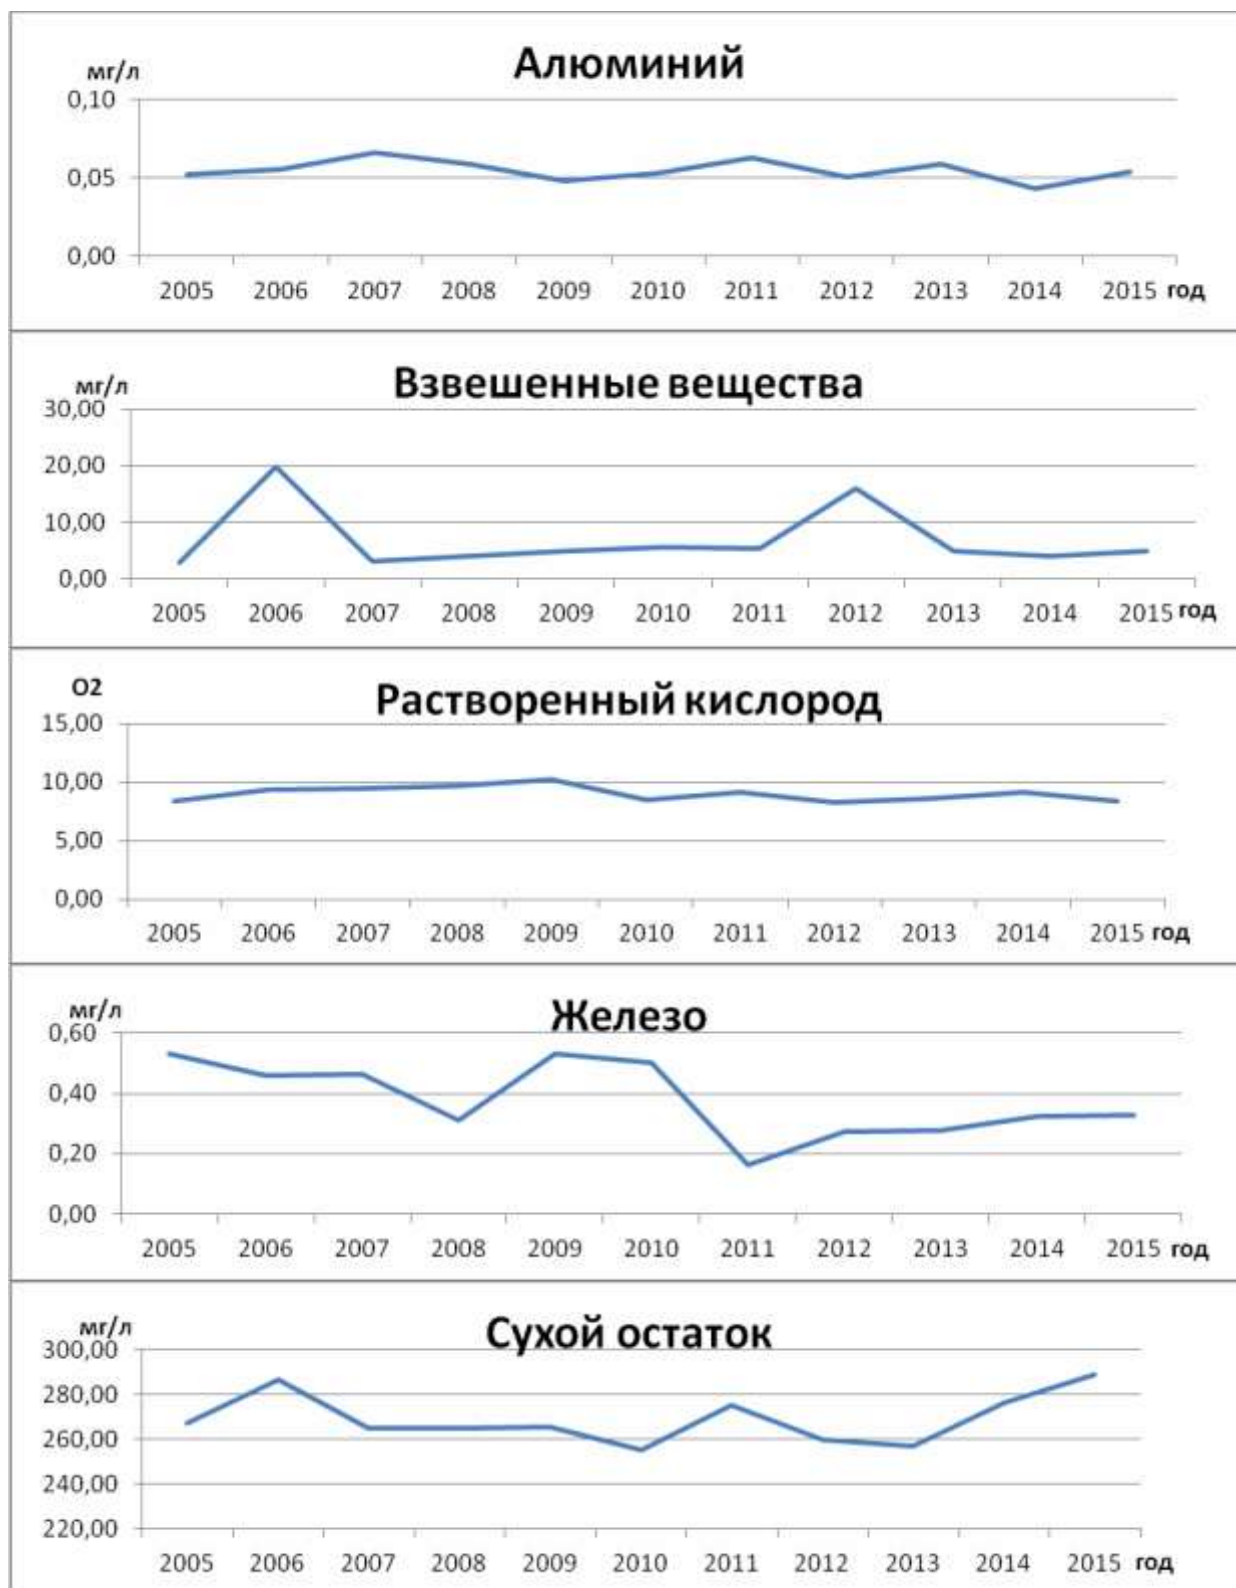 Алюминий
мг/л
0,10
0,05
0,00
2005 2006 2007 2008 2009 2010 2011 2012 2013 2014 2015 год
Взвешенные вещества
мг/л
30,00
20,00
10,00
0,00
2005 2006 2007 2008 2009 2010 2011 2012 2013 2014 2015 год
О2
Растворенный кислород
15,00
10,00
5,00
0,00
2005 2006 2007 2008 2009 2010 2011 2012 2013 2014 2015 год
мг/л
Железо
0,60
0,40
0,20
0,00
2005 2006 2007 2008 2009 2010 2011 2012 2013 2014 2015 год
мг/л
Сухой остаток
300,00
280,00
260,00
240,00
220,00
2005 2006 2007 2008 2009 2010 2011 2012 2013 2014 2015 год